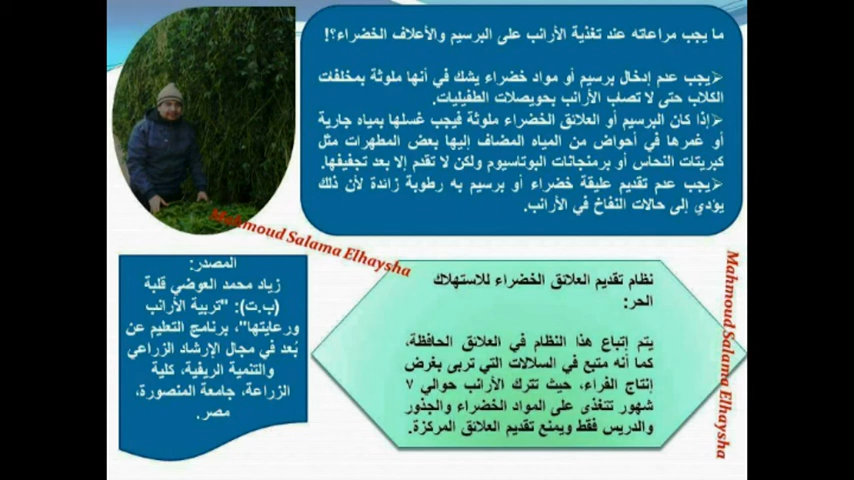 ما يجب مراعاته عند تغذية الأرانب على البرسيم والأعلاف الخضراء؟!
➢يجب عدم إدخال برسيم أو مواد خضراء يشك في أنها ملوثة بمخلفات
الكلاب حتى لا تصاب الأرانب بحويصلات الطفيليات.
➢إذا كان البرسيم أو العلائق الخضراء ملوثة فيجب غسلها بمياه جارية
أو غمرها في أحواض من المياه المضاف إليها بعض المطهرات مثل
كبريتات النحاس أو برمنجانات البوتاسيوم ولكن لا تقدم إلا بعد تجفيفها.
➢يجب عدم تقديم عليقة خضراء أو برسيم به رطوبة زائدة لأن ذلك
يؤدي إلى حالات النفاخ في الأرانب.
Mahmoud Salama Elhaysha
نظام تقديم العلائق الخضراء للاستهلاك
الحر:
يتم إتباع هذا النظام في العلائق الحافظة،
كما أنه متبع في السلالات التي تربى بغرض
إنتاج الفراء، حيث تترك الأرانب حوالي ٧
شهور تتغذى على المواد الخضراء والجذور
والدريس فقط ويمنع تقديم العلائق المركزة.
Mahmoud Salama Elhaysha
المصدر:
زياد محمد العوضي قلبة
(ب.ت): "تربية الأرانب
ورعايتها"، برنامج التعليم عن
بُعد في مجال الإرشاد الزراعي
والتنمية الريفية، كلية
الزراعة، جامعة المنصورة،
مصر.